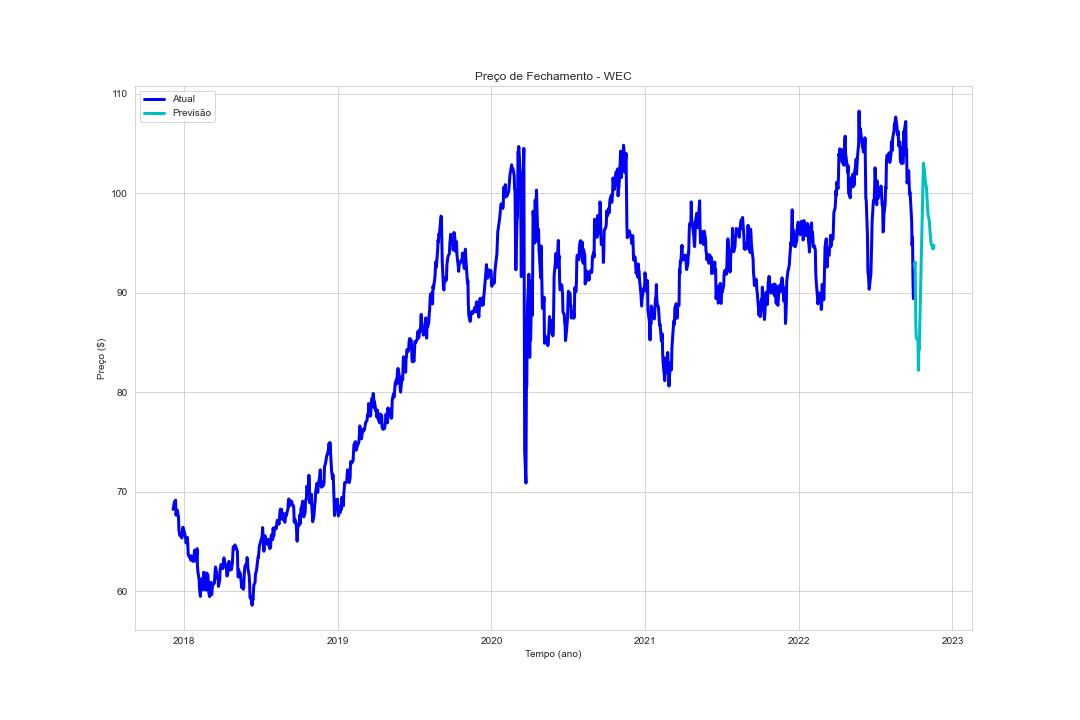 Preço de Fechamento - WEC
Atual
Previsão
110
100
90
80
70
60
Preço ($)
2018
2019
2020
2021
2022
2023
Tempo (ano)